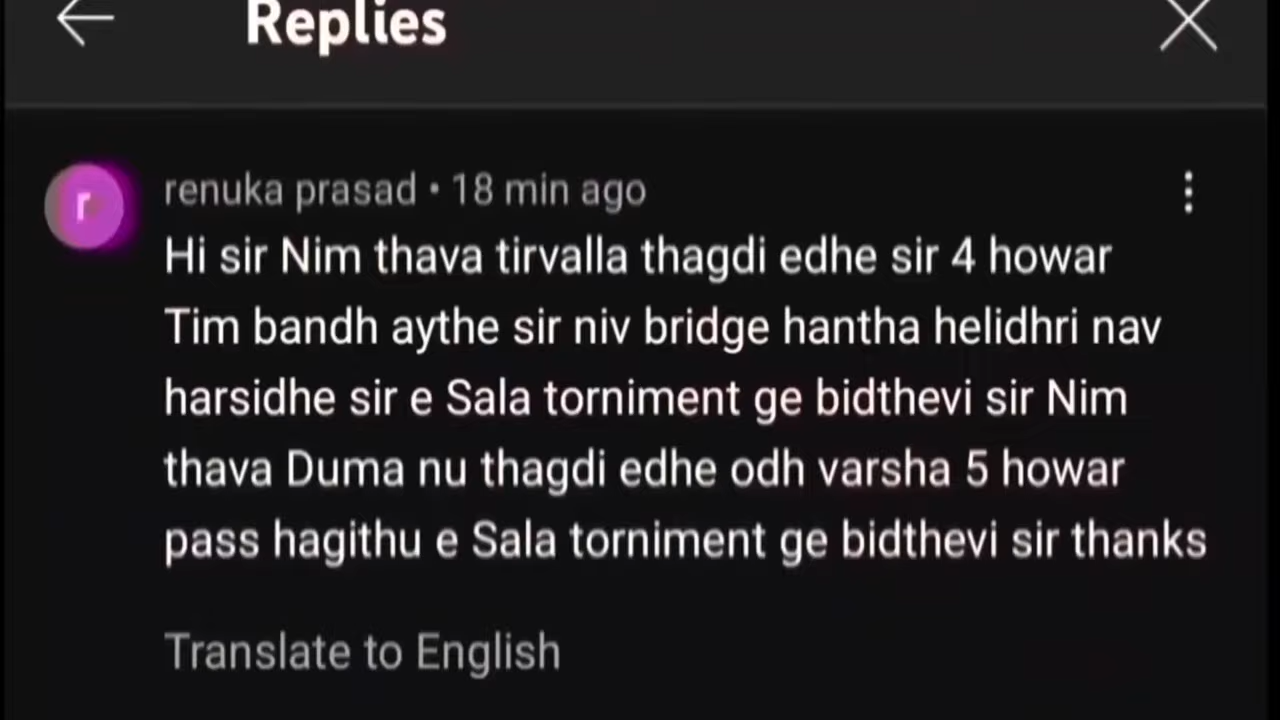 Replies
r
renuka prasad • 18 min ago
Hi sir Nim thava tirvalla thagdi edhe sir 4 howar
Tim bandh aythe sir niv bridge hantha helidhri nav
harsidhe sir e Sala torniment ge bidthevi sir Nim
thava Duma nu thagdi edhe odh varsha 5 howar
pass hagithu e Sala torniment ge bidthevi sir thanks
Translate to English